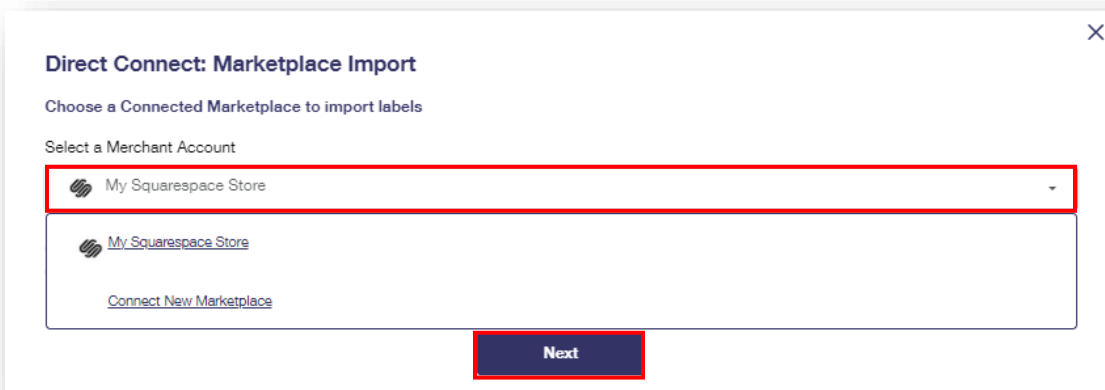 Direct Connect: Marketplace Import
Choose a Connected Marketplace to import labels
Select a Merchant Account
My Squarespace Store
My Squarespace Store
Connect New Marketplace
Next